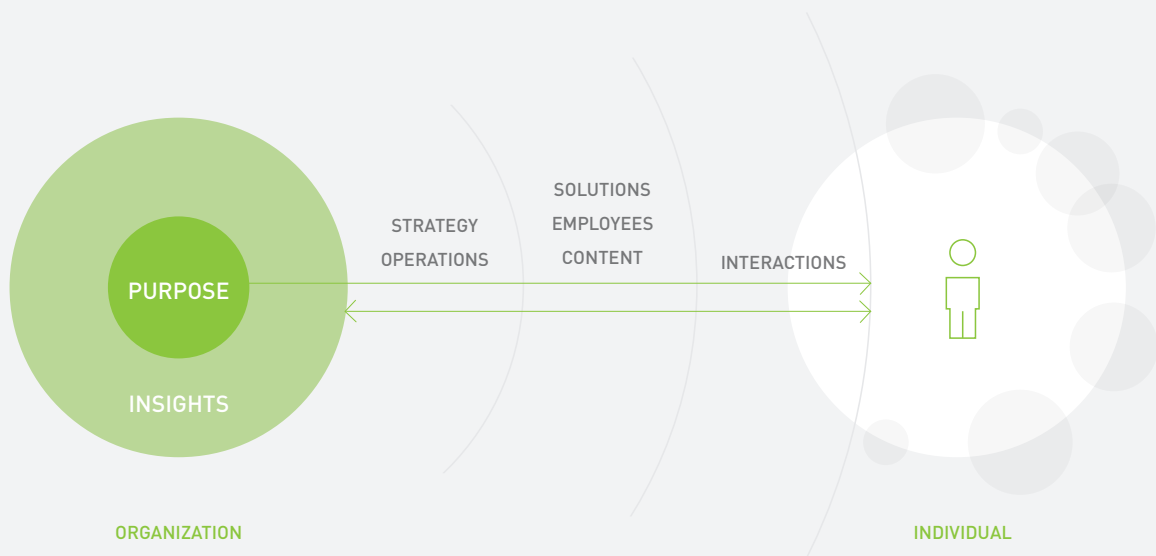 PURPOSE
INSIGHTS
STRATEGY
OPERATIONS
SOLUTIONS
EMPLOYEES
CONTENT
INTERACTIONS
ORGANIZATION
INDIVIDUAL